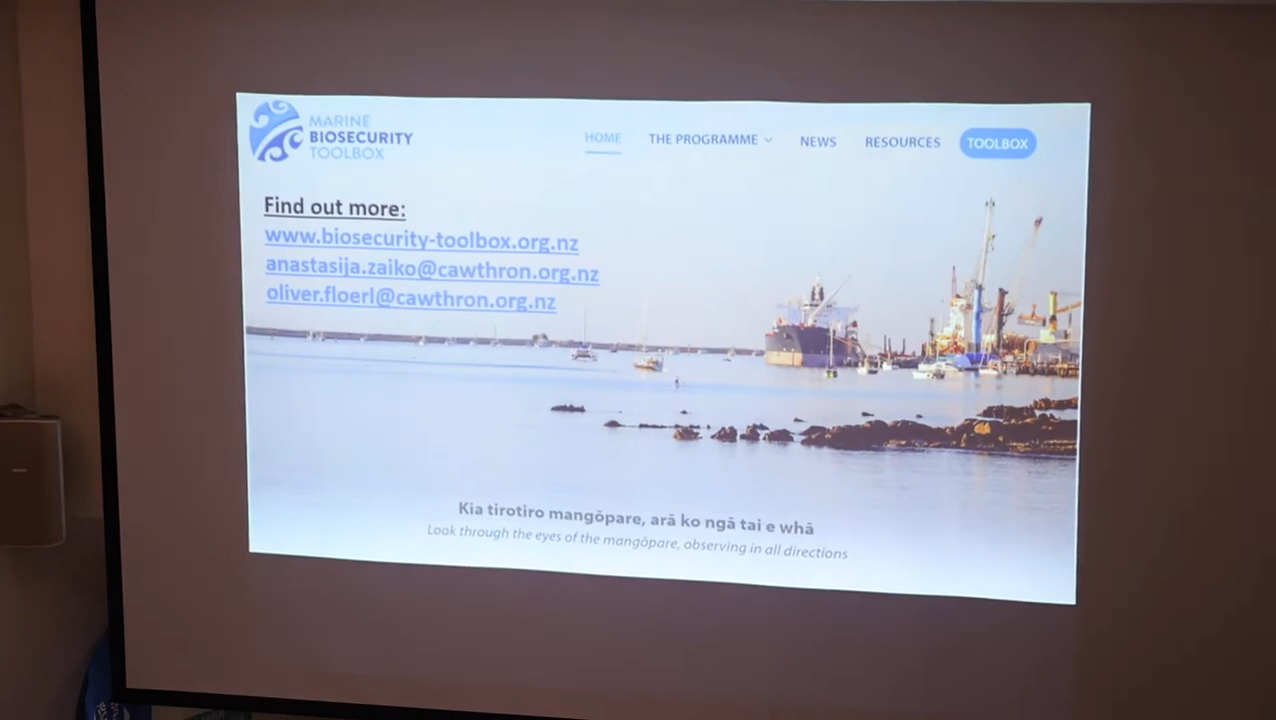 MARINE
BIOSECURITY
TOOLBOX
HOME THE PROGRAMME NEWS RESOURCES TOOLBOX
Find out more:
www.biosecurity-toolbox.org.nz
anastasija.zaiko@cawthron.org.nz
oliver.floerl@cawthron.org.nz
Kia tirotiro mangōpare, arā ko ngā tai e whā
Look through the eyes of the mangōpare, observing in all directions